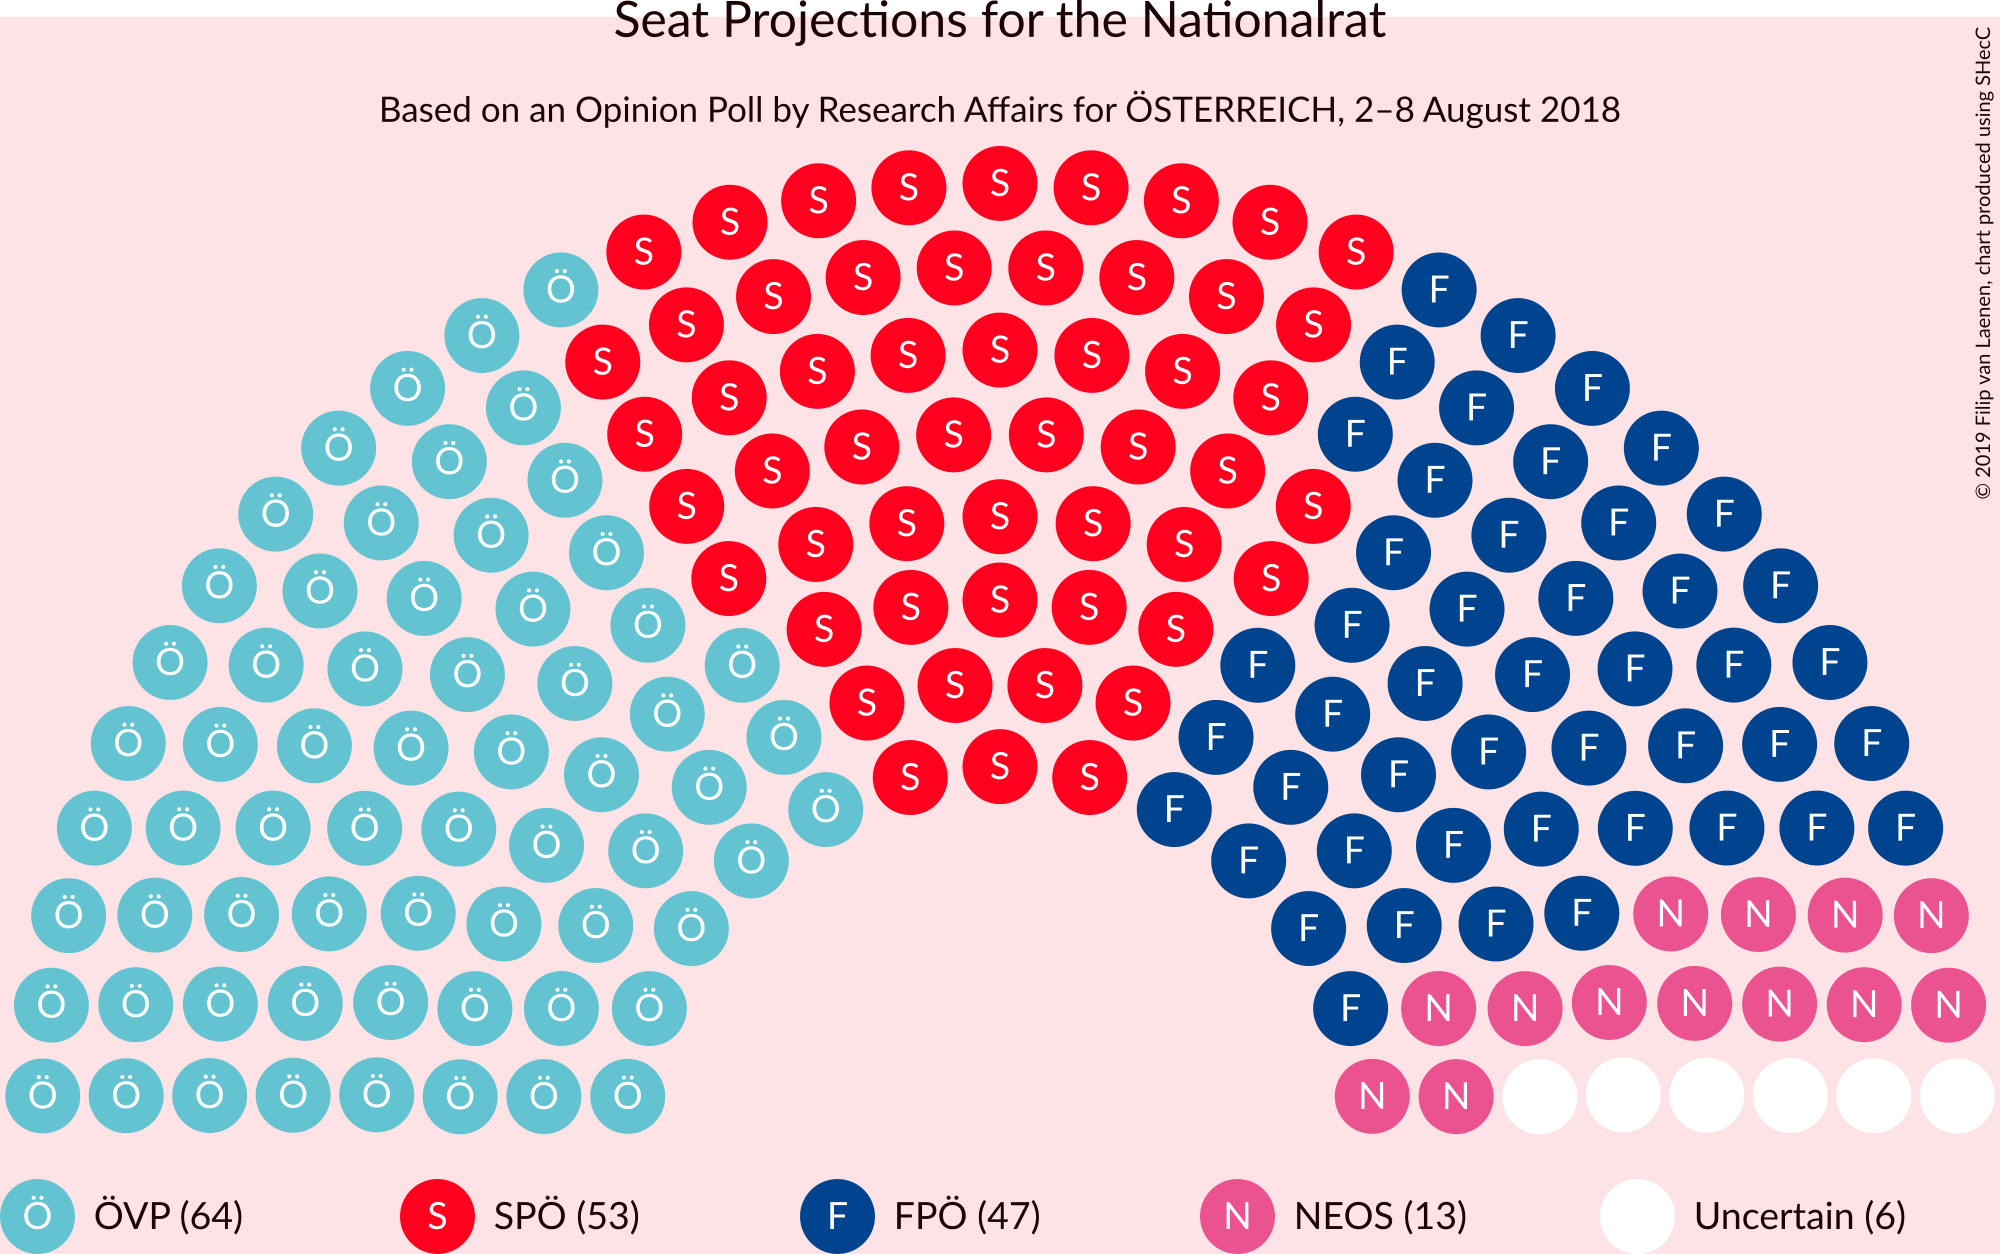 Seat Projections for the Nationalrat
Based on an Opinion Poll by Research Affairs for ÖSTERREICH, 2–8 August 2018
© 2019 Filip van Laenen, chart produced using SHecC
S S S S S S S S S
Ö S S S S S S S S F
Ö S S S S S S S S S F F
Ö Ö S S S S S S S F F F
Ö Ö Ö S S S S S S F F F F
Ö Ö Ö Ö S S S S S F F F F F
Ö Ö Ö Ö Ö S S S S S F F F F F
Ö Ö Ö Ö Ö Ö S S S S F F F F F F
Ö Ö Ö Ö Ö Ö Ö S S S F F F F F F F
Ö Ö Ö Ö Ö Ö Ö Ö F F F F F F F F
Ö Ö Ö Ö Ö Ö Ö Ö F F F F N N N N
Ö Ö Ö Ö Ö Ö Ö Ö F N N N N N N N
Ö Ö Ö Ö Ö Ö Ö Ö N N
Ö ÖVP (64) S SPÖ (53) F FPÖ (47) N NEOS (13) Uncertain (6)